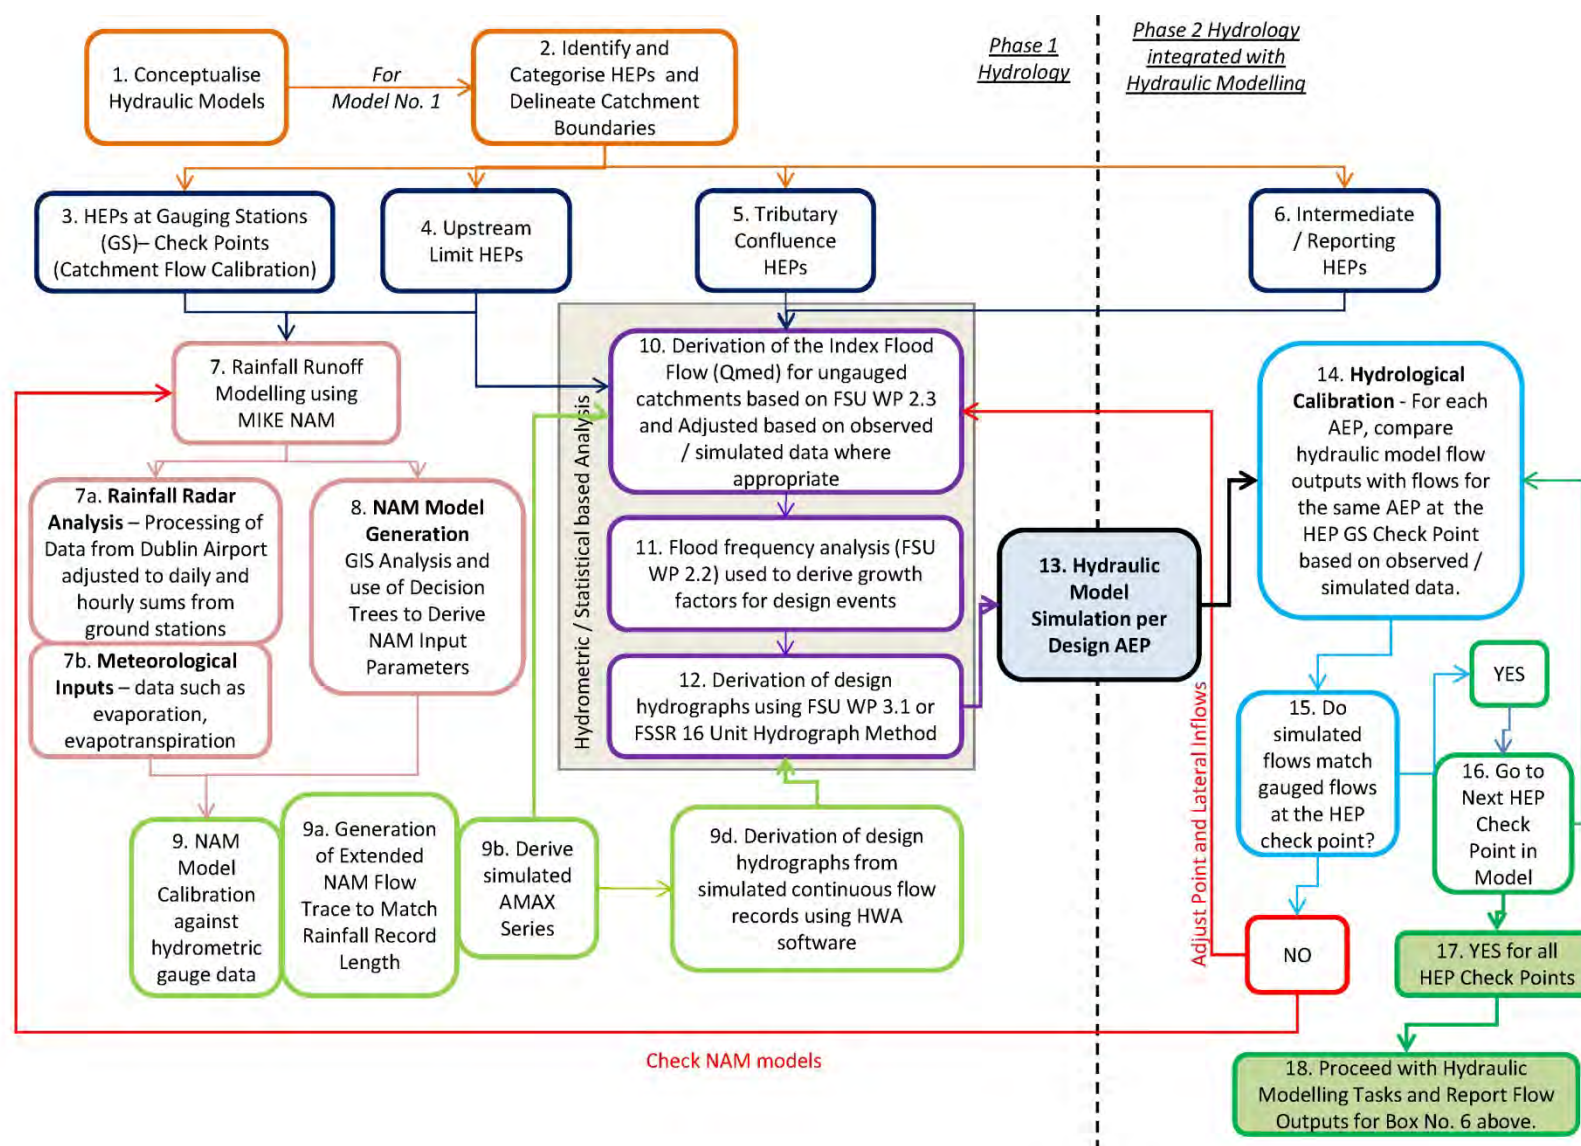 Phase 1
Hydrology
Phase 2 Hydrology
integrated with
Hydraulic Modelling
1. Conceptualise
Hydraulic Models
For
Model No. 1
2. Identify and
Categorise HEPs and
Delineate Catchment
Boundaries
3. HEPs at Gauging Stations
(GS)– Check Points
(Catchment Flow Calibration)
4. Upstream
Limit HEPs
5. Tributary
Confluence
HEPs
6. Intermediate
/ Reporting
HEPs
7. Rainfall Runoff
Modelling using
MIKE NAM
7a. Rainfall Radar
Analysis – Processing of
Data from Dublin Airport
adjusted to daily and
hourly sums from
ground stations
7b. Meteorological
Inputs – data such as
evaporation,
evapotranspiration
8. NAM Model
Generation
GIS Analysis and
use of Decision
Trees to Derive
NAM Input
Parameters
9. NAM
Model
Calibration
against
hydrometric
gauge data
9a. Generation
of Extended
NAM Flow
Trace to Match
Rainfall Record
Length
9b. Derive
simulated
AMAX
Series
9d. Derivation of design
hydrographs from
simulated continuous flow
records using HWA
software
Hydrometric / Statistical based Analysis
10. Derivation of the Index Flood
Flow (Qmed) for ungauged
catchments based on FSU WP 2.3
and Adjusted based on observed
/ simulated data where
appropriate
11. Flood frequency analysis (FSU
WP 2.2) used to derive growth
factors for design events
12. Derivation of design
hydrographs using FSU WP 3.1 or
FSSR 16 Unit Hydrograph Method
13. Hydraulic
Model
Simulation per
Design AEP
14. Hydrological
Calibration - For each
AEP, compare
hydraulic model flow
outputs with flows for
the same AEP at the
HEP GS Check Point
based on observed /
simulated data.
15. Do
simulated
flows match
gauged flows
at the HEP
check point?
YES
16. Go to
Next HEP
Check
Point in
Model
NO
Adjust Point and Lateral Inflows
Check NAM models
17. YES for all
HEP Check Points
18. Proceed with Hydraulic
Modelling Tasks and Report Flow
Outputs for Box No. 6 above.